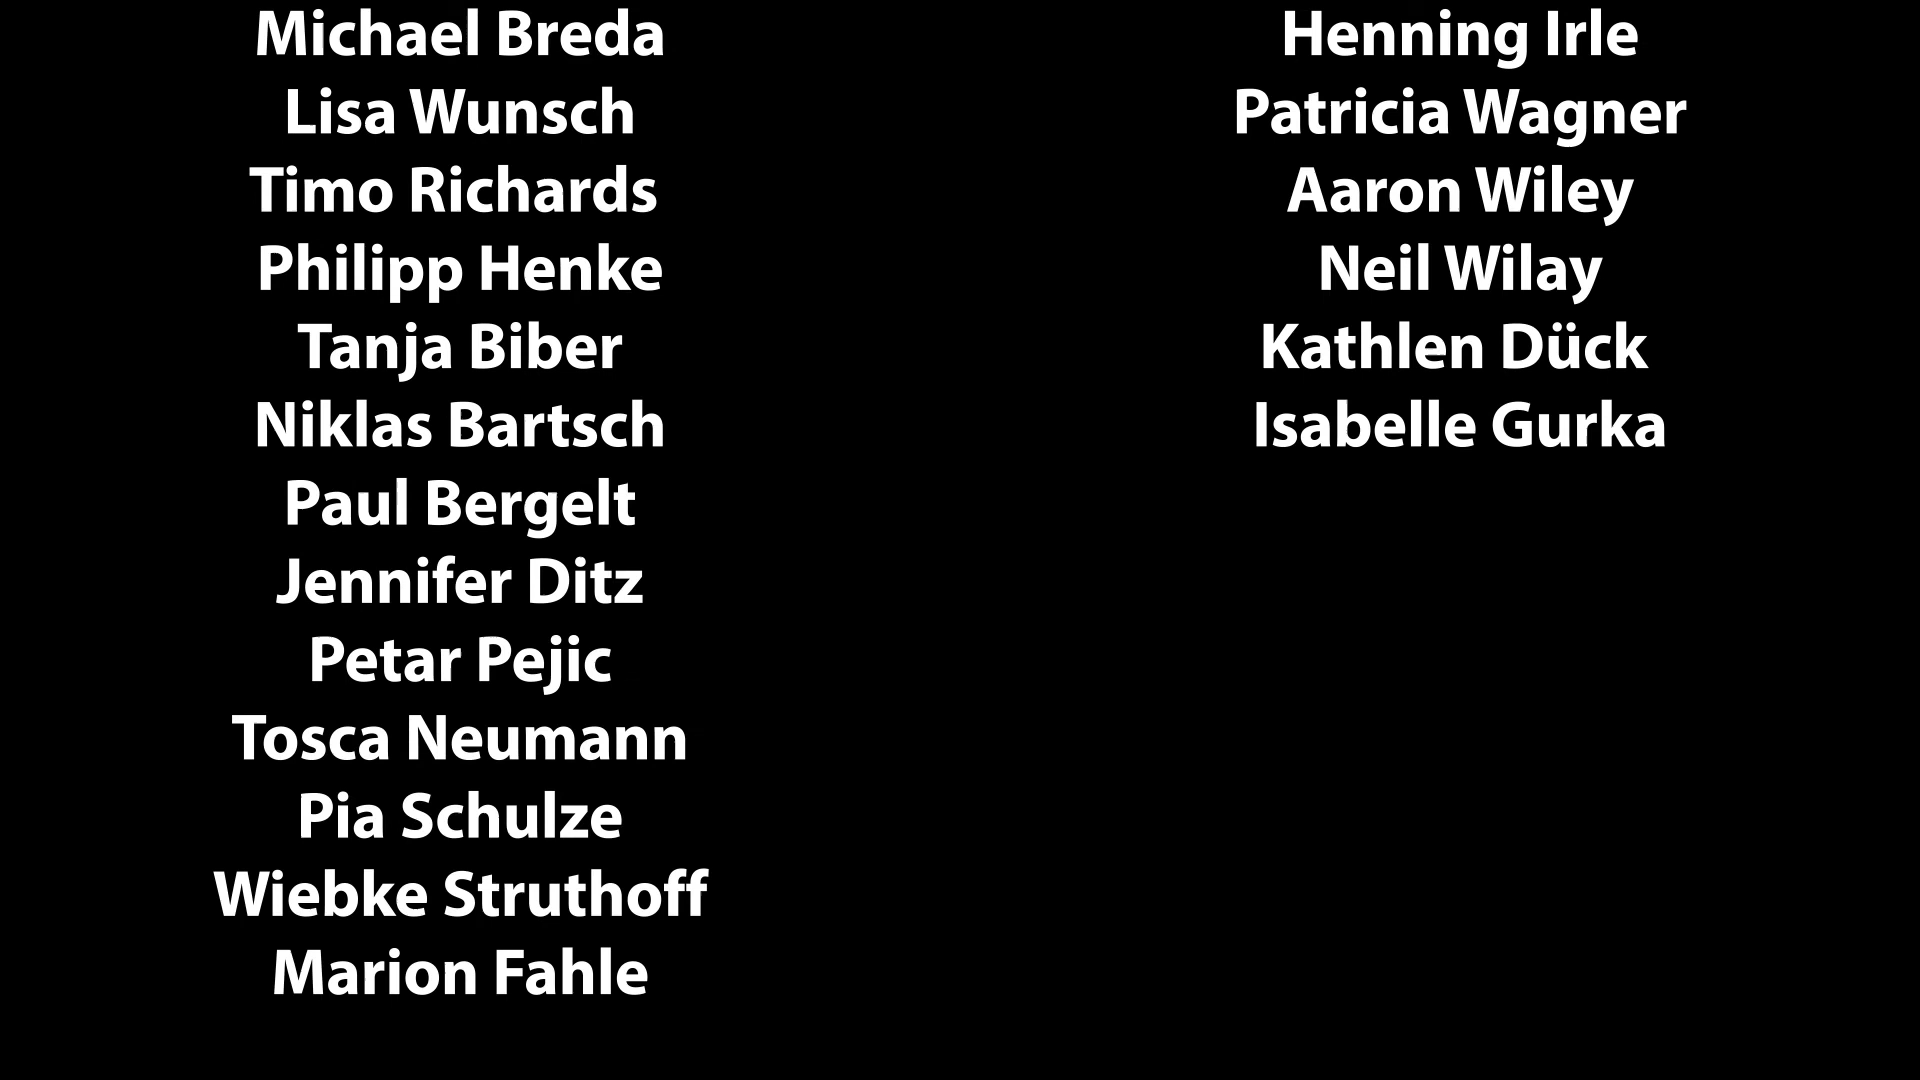 Michael Breda
Lisa Wunsch
Timo Richards
Philipp Henke
Tanja Biber
Niklas Bartsch
Paul Bergelt
Jennifer Ditz
Petar Pejic
Tosca Neumann
Pia Schulze
Wiebke Struthoff
Marion Fahle
Henning Irle
Patricia Wagner
Aaron Wiley
Neil Wilay
Kathlen Dück
Isabelle Gurka